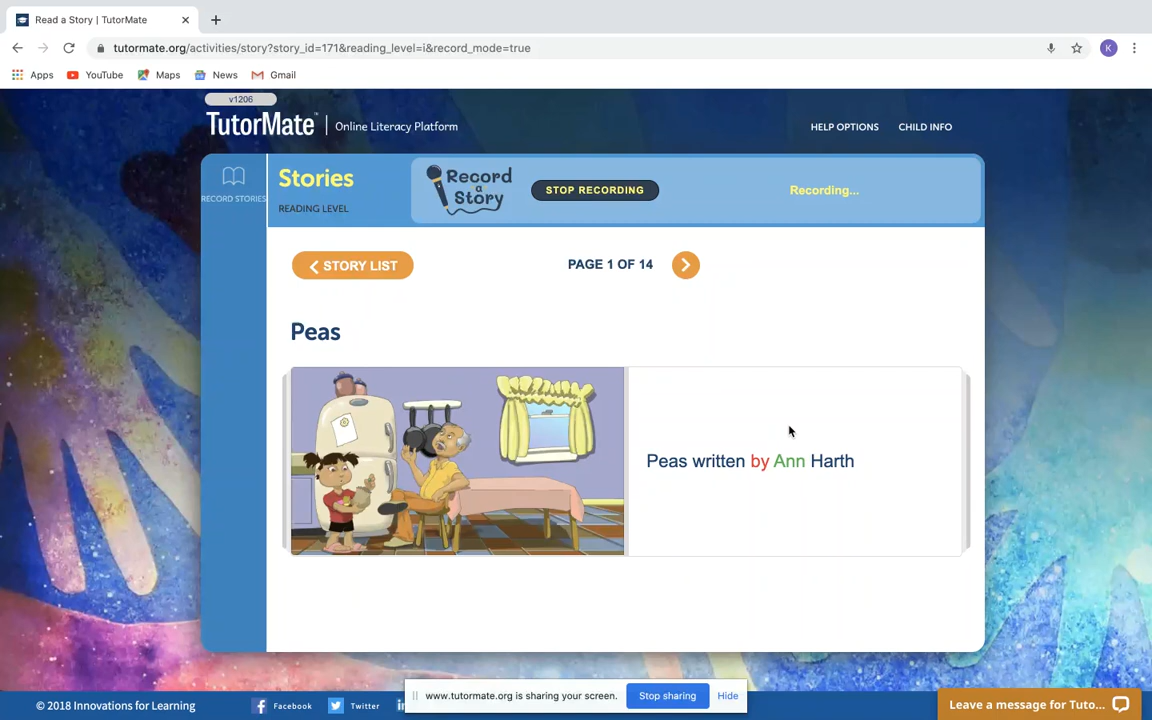 Read a Story | TutorMate
tutormate.org/activities/story?story_id=171&reading_level=i&record_mode=true
K
Apps YouTube Maps News Gmail
v1206
TutorMate | Online Literacy Platform
HELP OPTIONS CHILD INFO
RECORD STORIES
Stories
READING LEVEL
Record
a
Story
STOP RECORDING
Recording...
STORY LIST
PAGE 1 OF 14
Peas
Peas written by Ann Harth
www.tutormate.org is sharing your screen. Stop sharing Hide
© 2018 Innovations for Learning Facebook Twitter in
Leave a message for Tuto...